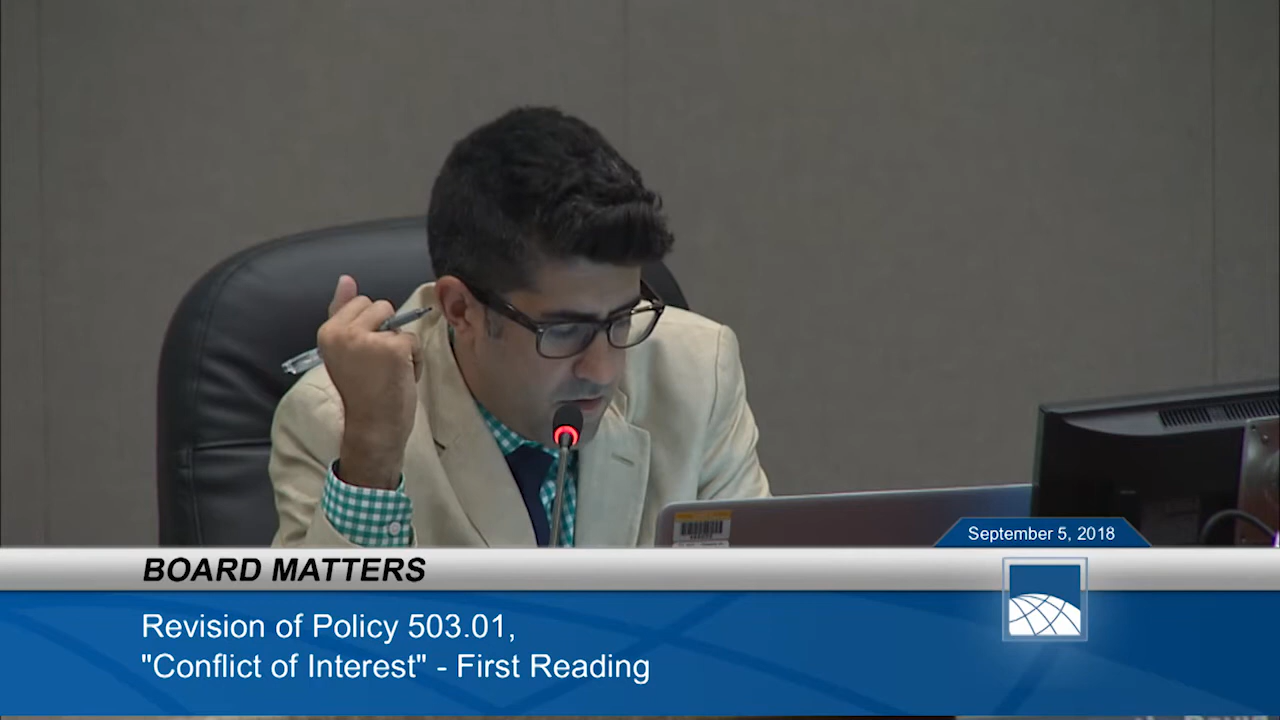 September 5, 2018
BOARD MATTERS
Revision of Policy 503.01,
"Conflict of Interest" - First Reading